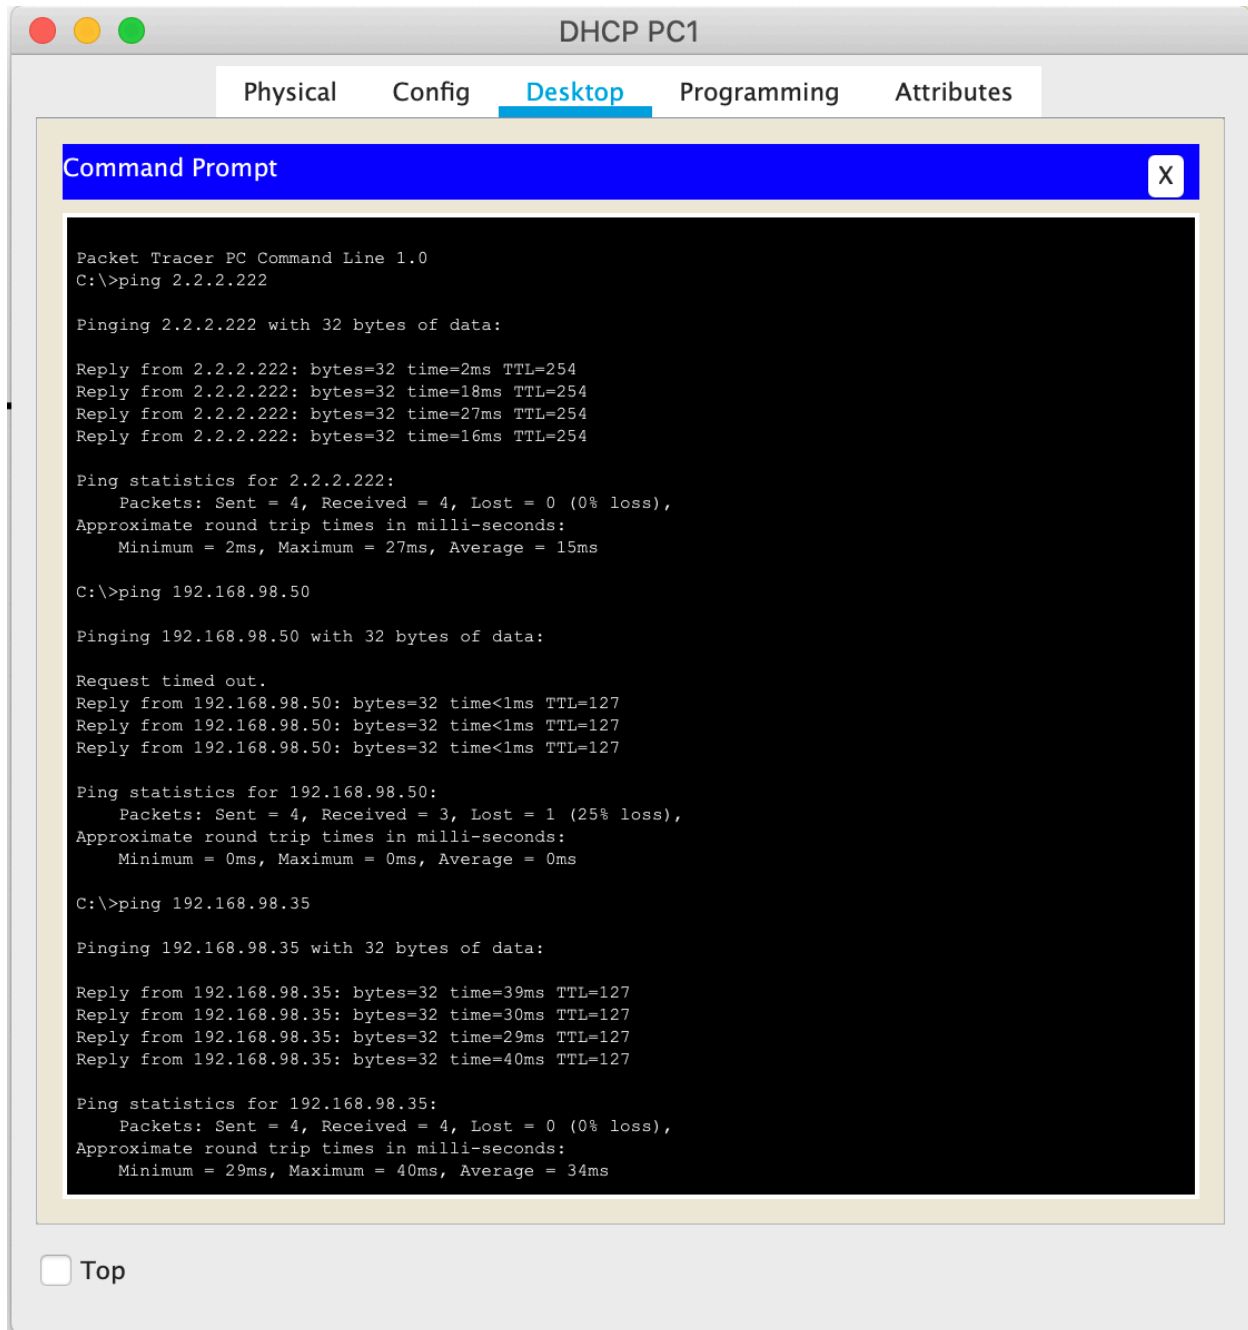 DHCP PC1
Physical Config Desktop Programming Attributes
Command Prompt
X
Packet Tracer PC Command Line 1.0
C:\>ping 2.2.2.222
Pinging 2.2.2.222 with 32 bytes of data:
Reply from 2.2.2.222: bytes=32 time=2ms TTL=254
Reply from 2.2.2.222: bytes=32 time=18ms TTL=254
Reply from 2.2.2.222: bytes=32 time=27ms TTL=254
Reply from 2.2.2.222: bytes=32 time=16ms TTL=254
Ping statistics for 2.2.2.222:
    Packets: Sent = 4, Received = 4, Lost = 0 (0% loss),
Approximate round trip times in milli-seconds:
    Minimum = 2ms, Maximum = 27ms, Average = 15ms
C:\>ping 192.168.98.50
Pinging 192.168.98.50 with 32 bytes of data:
Request timed out.
Reply from 192.168.98.50: bytes=32 time<1ms TTL=127
Reply from 192.168.98.50: bytes=32 time<1ms TTL=127
Reply from 192.168.98.50: bytes=32 time<1ms TTL=127
Ping statistics for 192.168.98.50:
    Packets: Sent = 4, Received = 3, Lost = 1 (25% loss),
Approximate round trip times in milli-seconds:
    Minimum = 0ms, Maximum = 0ms, Average = 0ms
C:\>ping 192.168.98.35
Pinging 192.168.98.35 with 32 bytes of data:
Reply from 192.168.98.35: bytes=32 time=39ms TTL=127
Reply from 192.168.98.35: bytes=32 time=30ms TTL=127
Reply from 192.168.98.35: bytes=32 time=29ms TTL=127
Reply from 192.168.98.35: bytes=32 time=40ms TTL=127
Ping statistics for 192.168.98.35:
    Packets: Sent = 4, Received = 4, Lost = 0 (0% loss),
Approximate round trip times in milli-seconds:
    Minimum = 29ms, Maximum = 40ms, Average = 34ms
Top